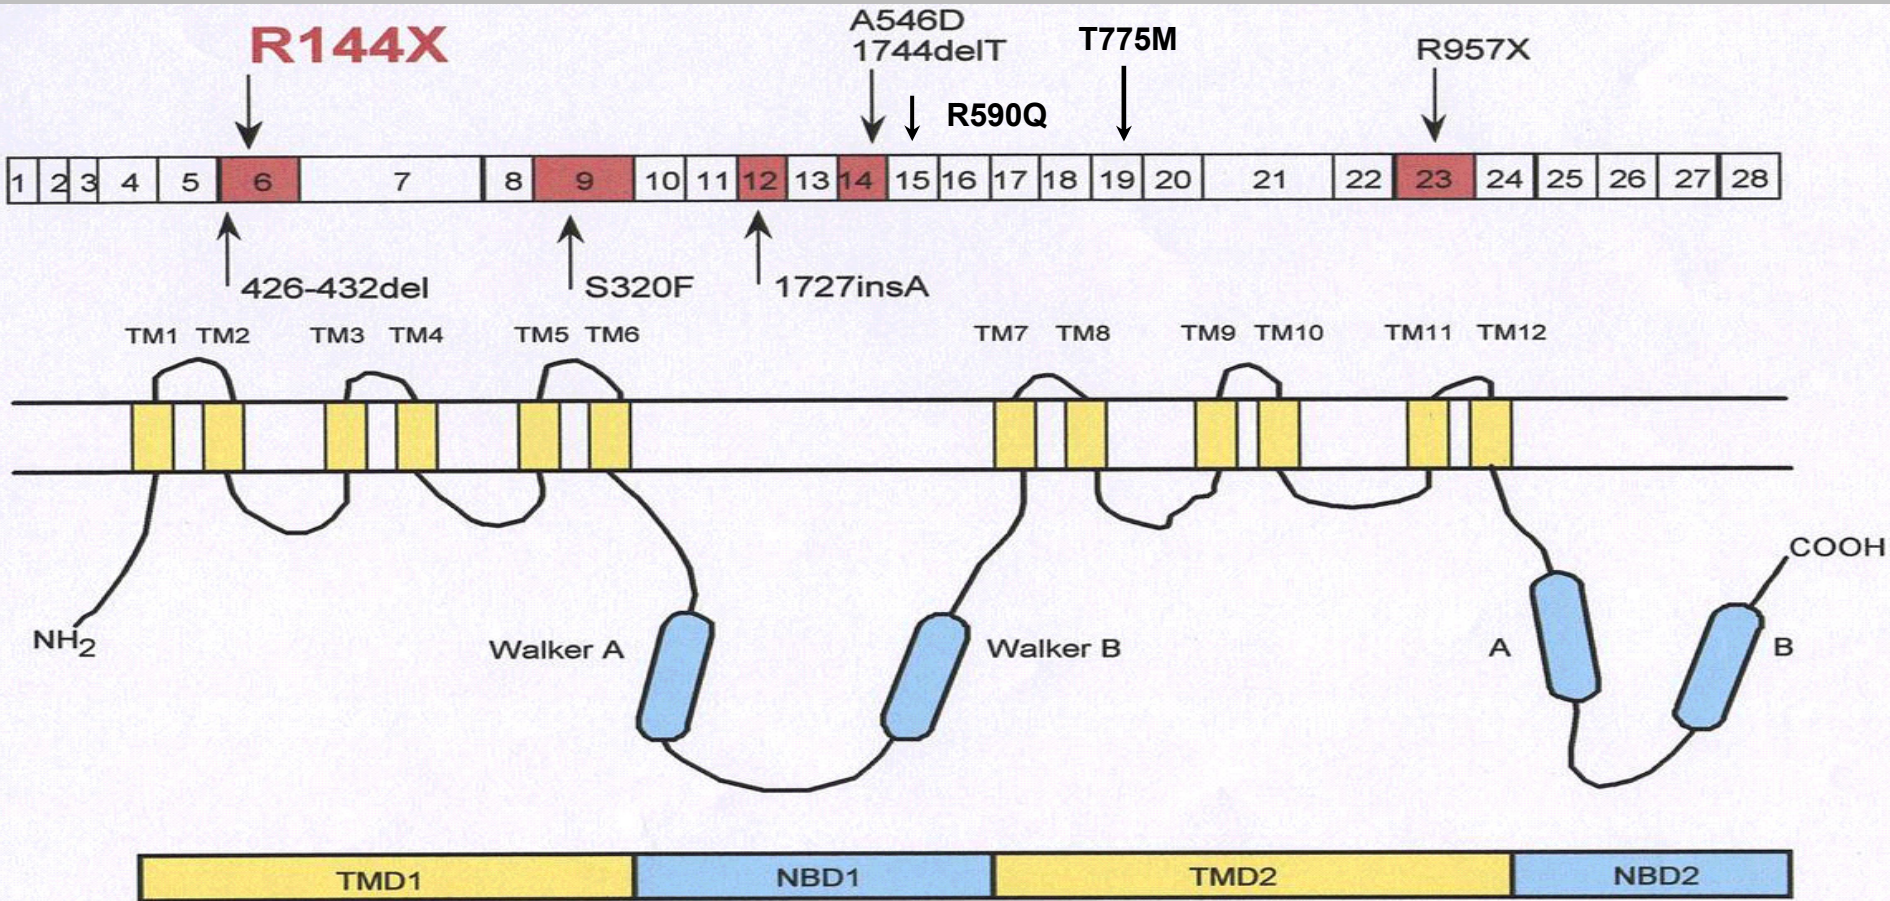 R144X
A546D
1744delT
T775M
R957X
R590Q
1 2 3 4 5 6 7 8 9 10 11 12 13 14 15 16 17 18 19 20 21 22 23 24 25 26 27 28
426-432del
S320F
1727insA
TM1 TM2 TM3 TM4 TM5 TM6 TM7 TM8 TM9 TM10 TM11 TM12
COOH
NH2
Walker A
Walker B
A
B
TMD1 NBD1 TMD2 NBD2